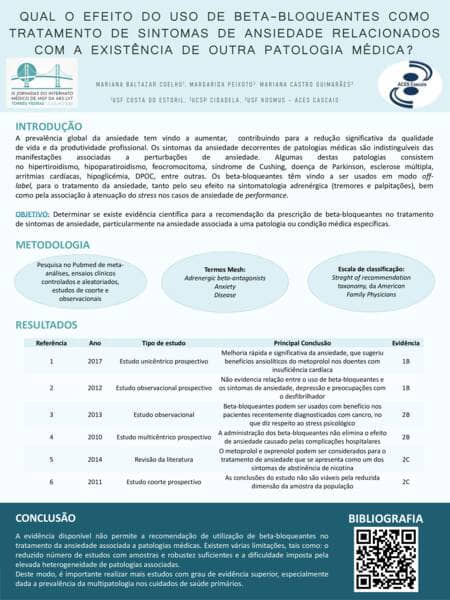 QUAL O EFEITO DO USO DE BETA-BLOQUEANTES COMO
TRATAMENTO DE SINTOMAS DE ANSIEDADE RELACIONADOS
COM A EXISTÊNCIA DE OUTRA PATOLOGIA MÉDICA?
XI JORNADAS DO INTERNATO
MÉDICO DE MGF DA ARS LVT
TORRES VEDRAS
MARIANA BALTAZAR COELHO¹, MARGARIDA PEIXOTO², MARIANA CASTRO GUIMARÃES³
¹USF COSTA DO ESTORIL, ²UCSP CIDADELA, ³USF KOSMUS – ACES CASCAIS
ACES Cascais
INTRODUÇÃO
A prevalência global da ansiedade tem vindo a aumentar, contribuindo para a redução significativa da qualidade
de vida e da produtividade profissional. Os sintomas da ansiedade decorrentes de patologias médicas são indistinguíveis das
manifestações associadas a perturbações de ansiedade. Algumas destas patologias consistem
no hipertiroidismo, hipoparatiroidismo, feocromocitoma, síndrome de Cushing, doença de Parkinson, esclerose múltipla,
arritmias cardíacas, hipoglicémia, DPOC, entre outras. Os beta-bloqueantes têm vindo a ser usados em modo off-
label, para o tratamento da ansiedade, tanto pelo seu efeito na sintomatologia adrenérgica (tremores e palpitações), bem
como pela associação à atenuação do stress nos casos de ansiedade de performance.
OBJETIVO: Determinar se existe evidência científica para a recomendação da prescrição de beta-bloqueantes no tratamento
de sintomas de ansiedade, particularmente na ansiedade associada a uma patologia ou condição médica específicas.
METODOLOGIA
Pesquisa no Pubmed de meta-
análises, ensaios clínicos
controlados e aleatoriados,
estudos de coorte e
observacionais
Termos Mesh:
Adrenergic beta-antagonists
Anxiety
Disease
Escala de classificação:
Streght of recommendation
taxonomy, da American
Family Physicians
RESULTADOS
Referência Ano Tipo de estudo Principal Conclusão Evidência
1 2017 Estudo unicêntrico prospectivo Melhoria rápida e significativa da ansiedade, que sugeriu
benefícios ansiolíticos do metoprolol nos doentes com
insuficiência cardíaca 1B
2 2012 Estudo observacional prospectivo Não evidencia relação entre o uso de beta-bloqueantes e
os sintomas de ansiedade, depressão e preocupações com
o desfibrilhador 1B
3 2013 Estudo observacional Beta-bloqueantes podem ser usados com benefício nos
pacientes recentemente diagnosticados com cancro, no
que diz respeito ao stress psicológico 2B
4 2010 Estudo multicêntrico prospectivo A administração dos beta-bloqueantes não elimina o efeito
de ansiedade causado pelas complicações hospitalares 2B
5 2014 Revisão da literatura O metoprolol e oxprenolol podem ser considerados para o
tratamento de ansiedade que se apresenta como um dos
sintomas de abstinência de nicotina 2C
6 2011 Estudo coorte prospectivo As conclusões do estudo não são viáveis pela reduzida
dimensão da amostra da população 2C
CONCLUSÃO
A evidência disponível não permite a recomendação de utilização de beta-bloqueantes no
tratamento da ansiedade associada a patologias médicas. Existem várias limitações, tais como: o
reduzido número de estudos com amostras e robustez suficientes e a dificuldade imposta pela
elevada heterogeneidade de patologias associadas.
Deste modo, é importante realizar mais estudos com grau de evidência superior, especialmente
dada a prevalência da multipatologia nos cuidados de saúde primários.
BIBLIOGRAFIA